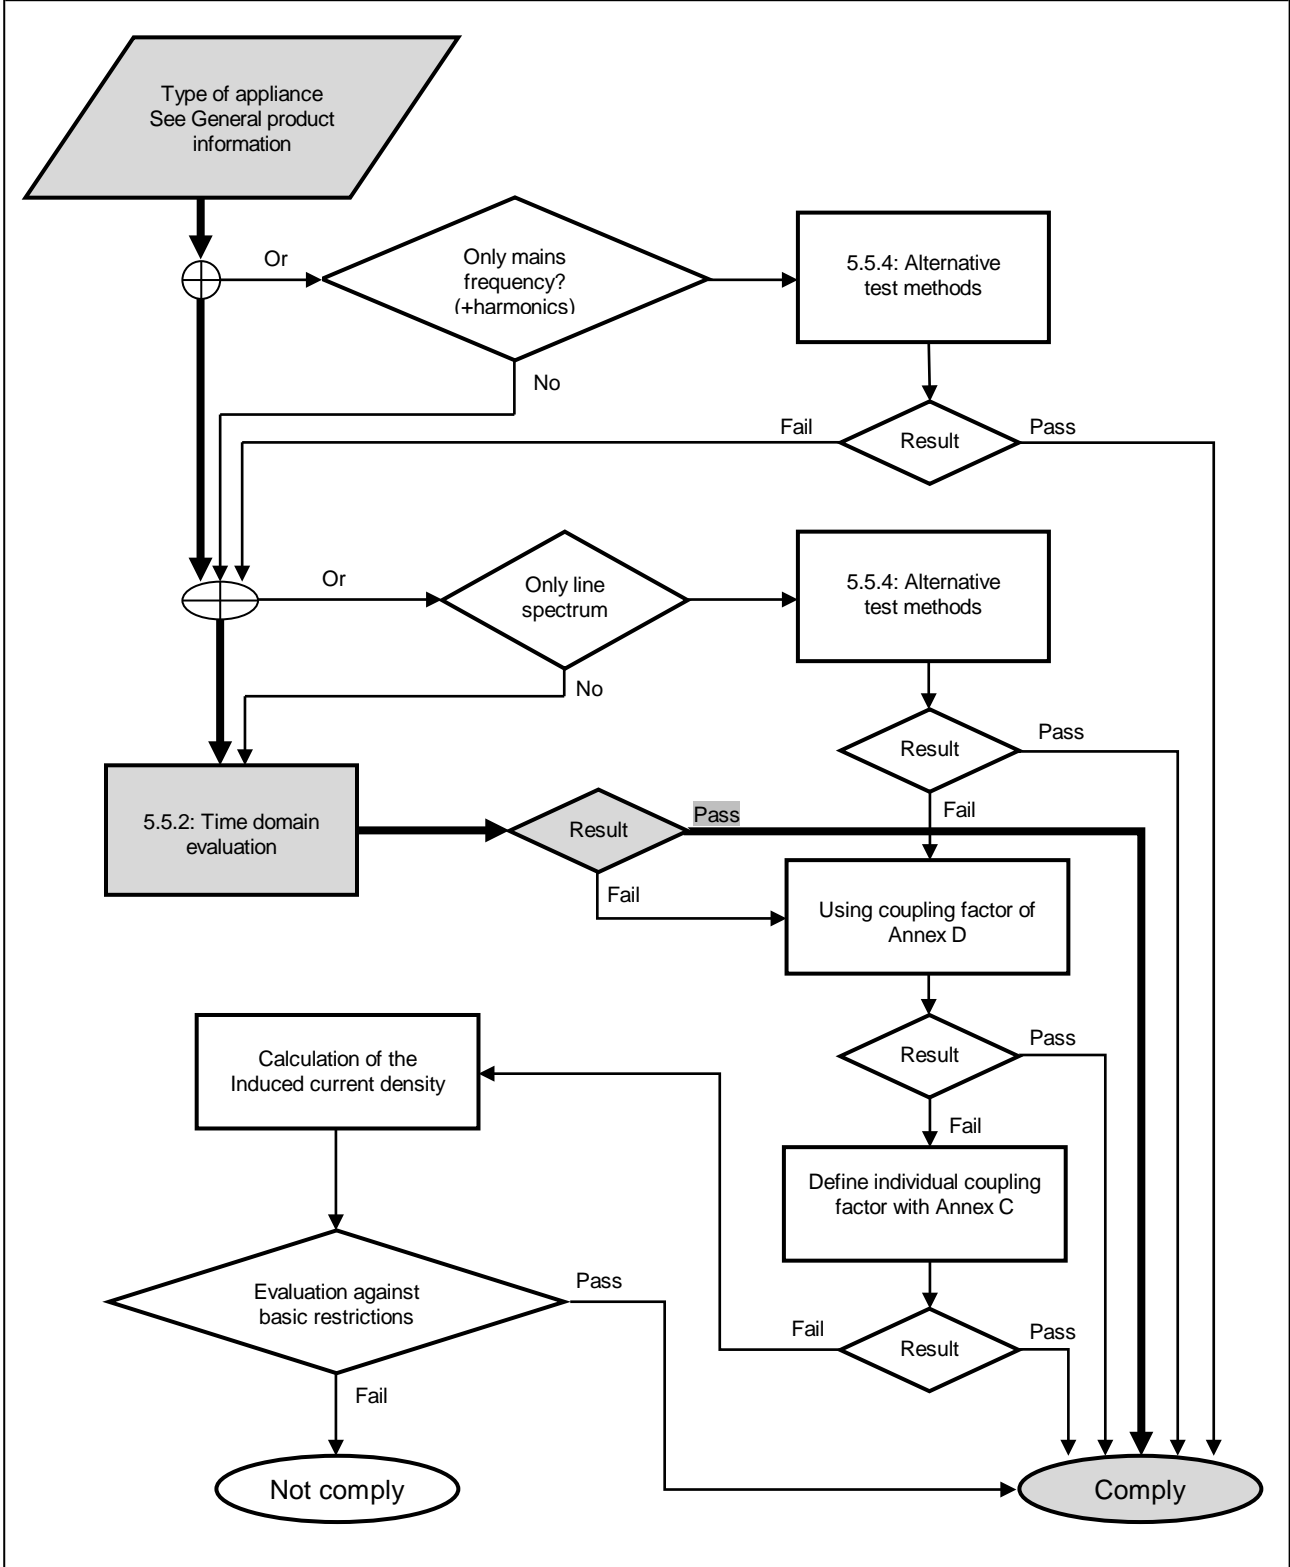 Type of appliance
See General product
information
Or
Only mains
frequency?
(+harmonics)
5.5.4: Alternative
test methods
No
Fail
Result
Pass
Or
Only line
spectrum
5.5.4: Alternative
test methods
No
Result
Pass
Fail
5.5.2: Time domain
evaluation
Result
Pass
Fail
Using coupling factor of
Annex D
Calculation of the
Induced current density
Result
Pass
Fail
Define individual coupling
factor with Annex C
Evaluation against
basic restrictions
Pass
Fail
Result
Pass
Fail
Not comply
Comply